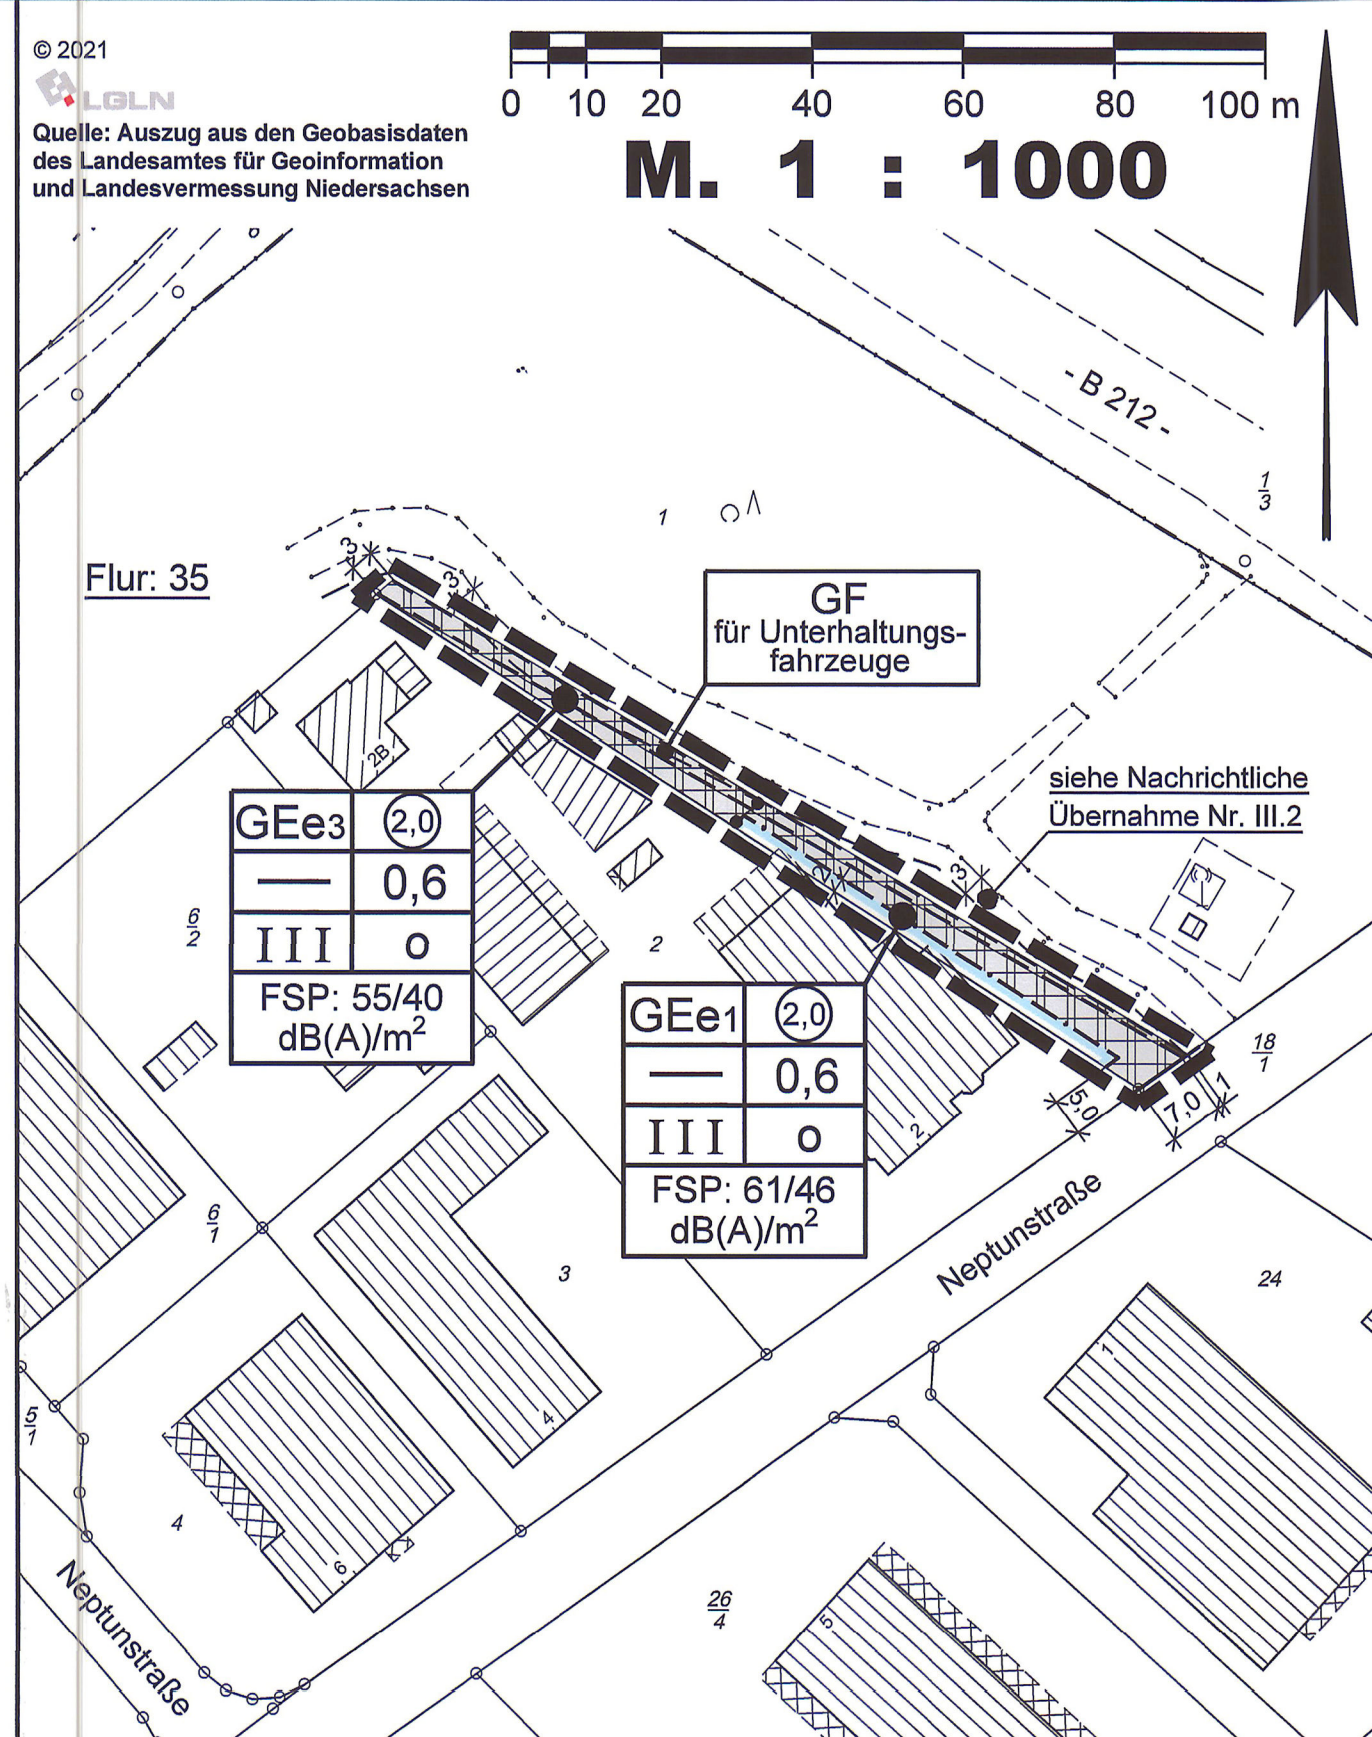 © 2021
LGLN
Quelle: Auszug aus den Geobasisdaten
des Landesamtes für Geoinformation
und Landesvermessung Niedersachsen
0 10 20 40 60 80 100 m
M. 1 : 1000
- B 212 -
1
3
1
Flur: 35
3
3
GF
für Unterhaltungs-
fahrzeuge
siehe Nachrichtliche
Übernahme Nr. III.2
2B
GEe3 2,0
— 0,6
III o
FSP: 55/40
dB(A)/m²
2
3
6
2
2
GEe1 2,0
— 0,6
III o
FSP: 61/46
dB(A)/m²
2
18
1
5,0
7,0
1
Neptunstraße
6
1
3
24
1
4
5
1
4
6
26
4
5
Neptunstraße